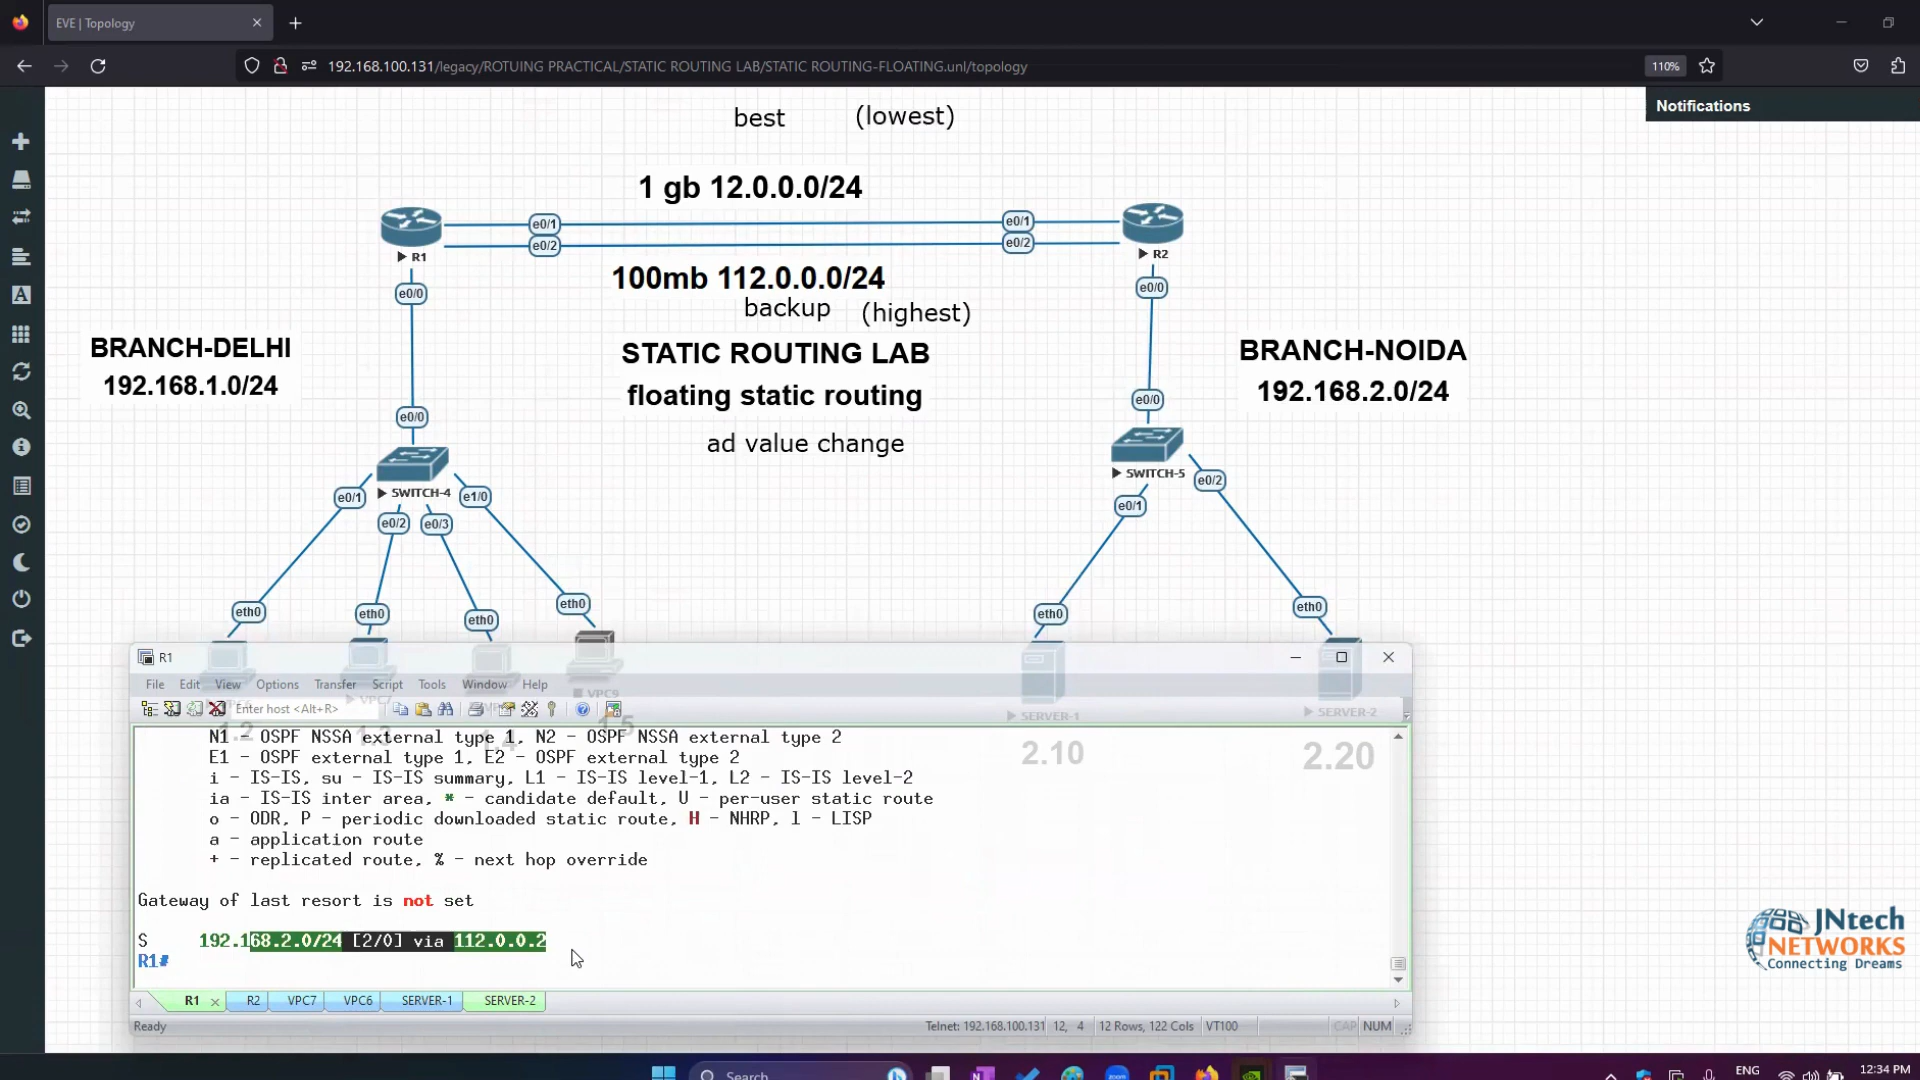 EVE | Topology
192.168.100.131/legacy/ROTUING PRACTICAL/STATIC ROUTING LAB/STATIC ROUTING-FLOATING.unl/topology
110%
Notifications
best (lowest)
1 gb 12.0.0.0/24
e0/1 e0/1
e0/2 e0/2
R1 R2
100mb 112.0.0.0/24
e0/0 e0/0
backup (highest)
BRANCH-DELHI
192.168.1.0/24
STATIC ROUTING LAB
floating static routing
ad value change
BRANCH-NOIDA
192.168.2.0/24
e0/0 e0/0
SWITCH-4 SWITCH-5
e0/1 e0/2 e0/3 e1/0
e0/1 e0/2
eth0 eth0 eth0 eth0 eth0 eth0
VPC9
SERVER-1 SERVER-2
2.10 2.20
R1
File Edit View Options Transfer Script Tools Window Help
Enter host <Alt+R>
N1 - OSPF NSSA external type 1, N2 - OSPF NSSA external type 2
E1 - OSPF external type 1, E2 - OSPF external type 2
i - IS-IS, su - IS-IS summary, L1 - IS-IS level-1, L2 - IS-IS level-2
ia - IS-IS inter area, * - candidate default, U - per-user static route
o - ODR, P - periodic downloaded static route, H - NHRP, l - LISP
a - application route
+ - replicated route, % - next hop override
Gateway of last resort is not set
S 192.168.2.0/24 [2/0] via 112.0.0.2
R1#
R1 R2 VPC7 VPC6 SERVER-1 SERVER-2
Ready Telnet: 192.168.100.131 12, 4 12 Rows, 122 Cols VT100 CAP NUM
JNtech
NETWORKS
Connecting Dreams
Search
ENG
12:34 PM